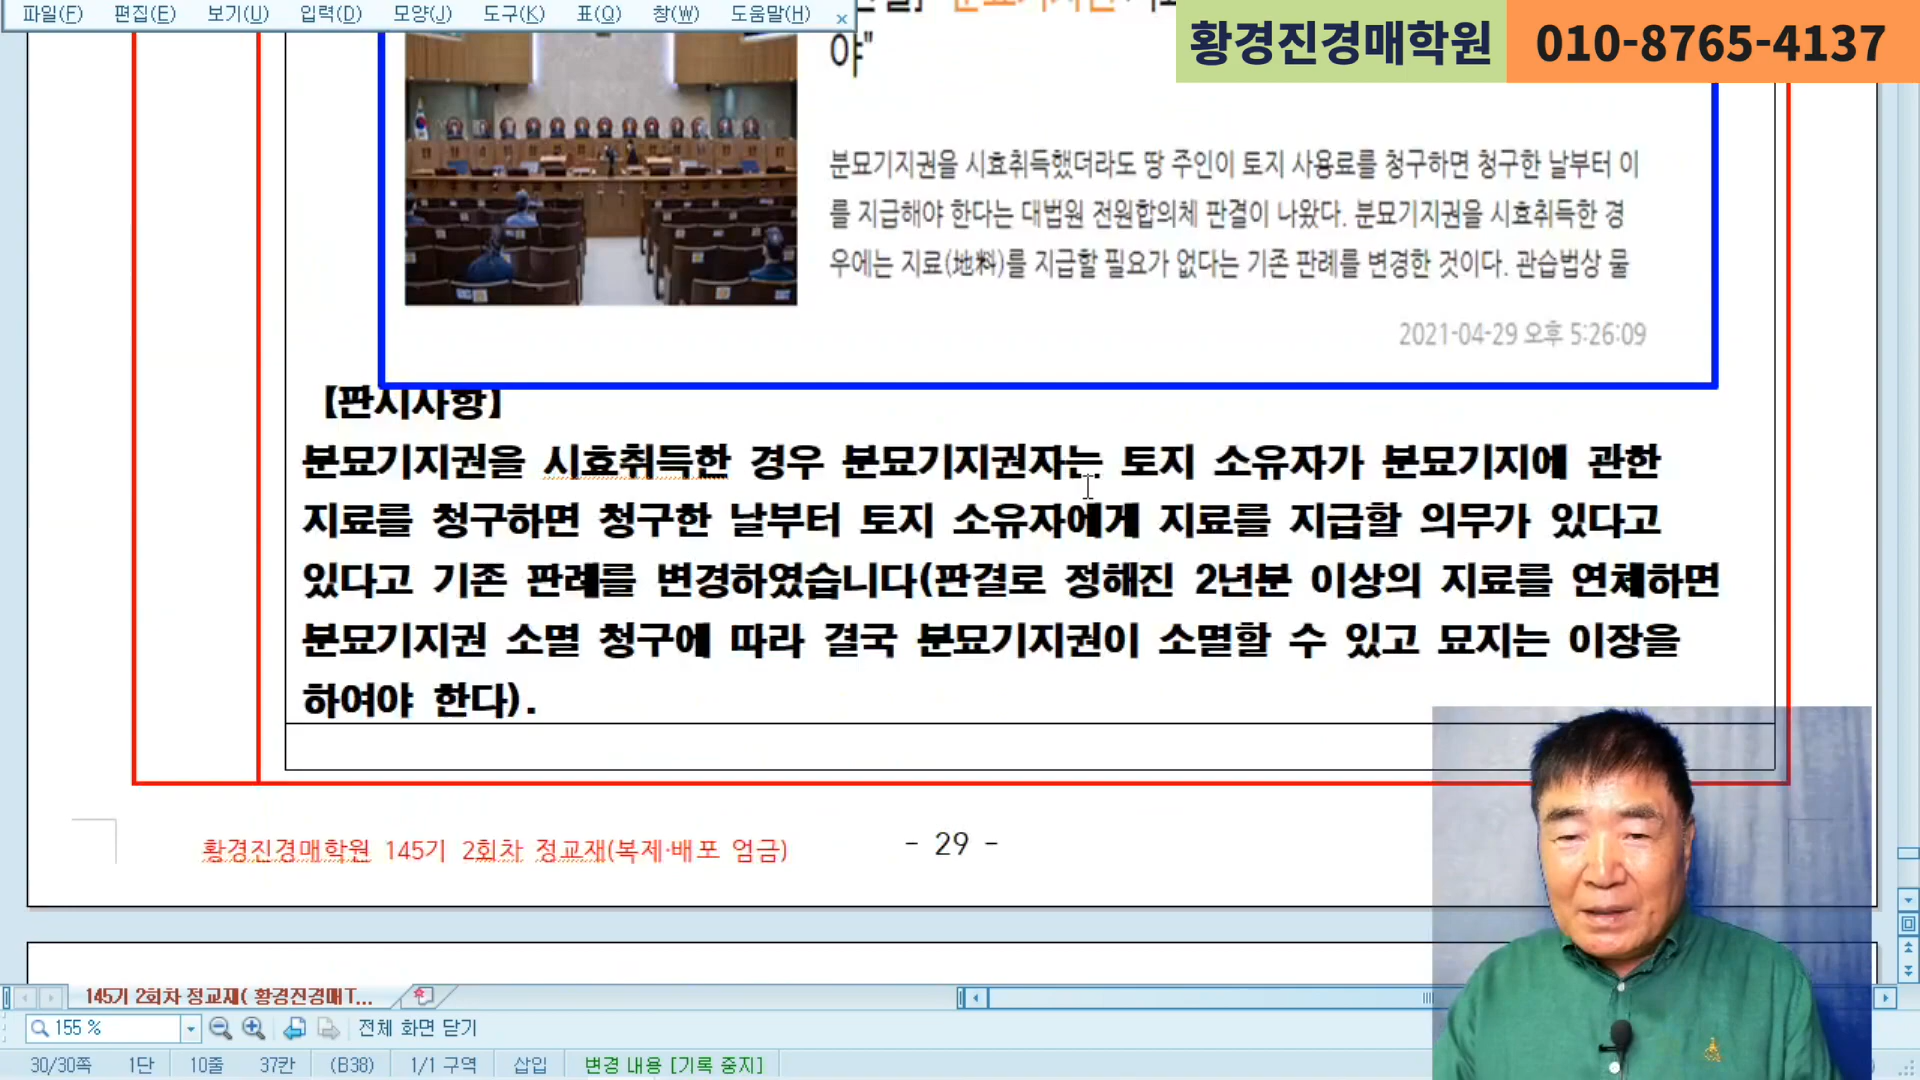 파일(F) 편집(E) 보기(U) 입력(D) 모양(J) 도구(K) 표(Q) 창(W) 도움말(H)
황경진경매학원 010-8765-4137
야"
분묘기지권을 시효취득했더라도 땅 주인이 토지 사용료를 청구하면 청구한 날부터 이
를 지급해야 한다는 대법원 전원합의체 판결이 나왔다. 분묘기지권을 시효취득한 경
우에는 지료(地料)를 지급할 필요가 없다는 기존 판례를 변경한 것이다. 관습법상 물
2021-04-29 오후 5:26:09
【판시사항】
분묘기지권을 시효취득한 경우 분묘기지권자는 토지 소유자가 분묘기지에 관한
지료를 청구하면 청구한 날부터 토지 소유자에게 지료를 지급할 의무가 있다고
있다고 기존 판례를 변경하였습니다(판결로 정해진 2년분 이상의 지료를 연체하면
분묘기지권 소멸 청구에 따라 결국 분묘기지권이 소멸할 수 있고 묘지는 이장을
하여야 한다).
황경진경매학원 145기 2회차 정교재(복제·배포 엄금) - 29 -
145기 2회차 정교재( 황경진경매T...
155 % 전체 화면 닫기
30/30쪽 1단 10줄 37칸 (B38) 1/1 구역 삽입 변경 내용 [기록 중지]